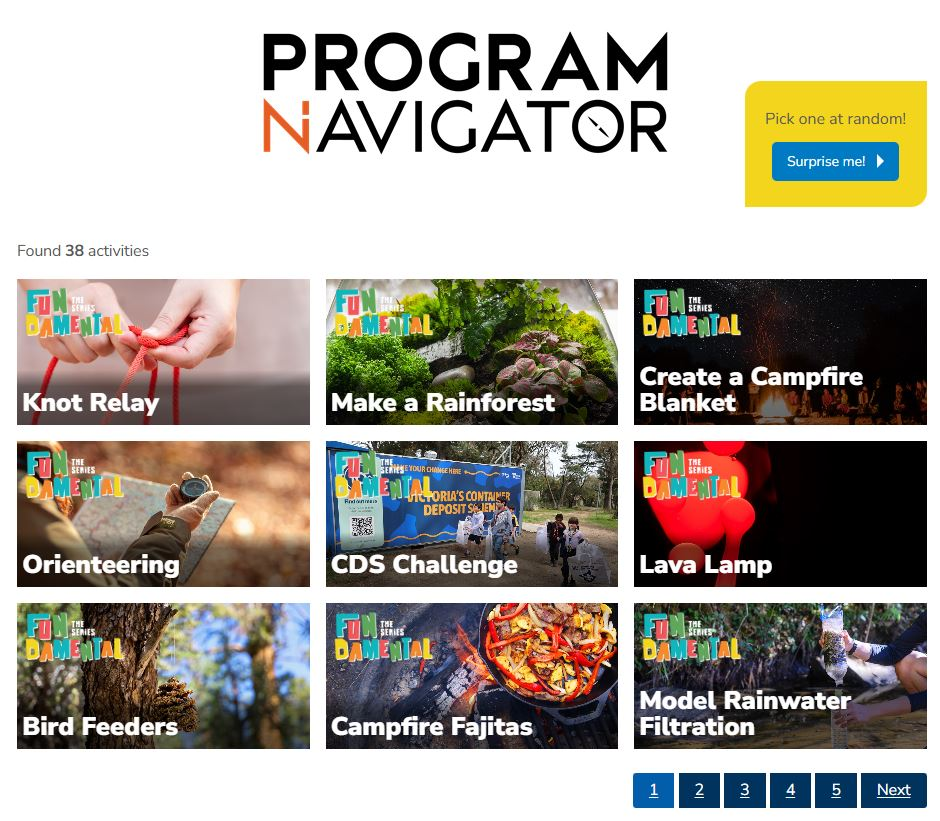 PROGRAM
NAVIGATOR
Pick one at random!
Surprise me!
Found 38 activities
FUN THE SERIES
DAMENTAL
Knot Relay
FUN THE SERIES
DAMENTAL
Make a Rainforest
FUN THE SERIES
DAMENTAL
Create a Campfire
Blanket
FUN THE SERIES
DAMENTAL
Orienteering
FUN THE SERIES
DAMENTAL
YOUR CHANGE HERE
VICTORIA'S CONTAINER
DEPOSIT
Find out more
CDS Challenge
FUN THE SERIES
DAMENTAL
Lava Lamp
FUN THE SERIES
DAMENTAL
Bird Feeders
FUN THE SERIES
DAMENTAL
Campfire Fajitas
FUN THE SERIES
DAMENTAL
Model Rainwater
Filtration
1 2 3 4 5 Next